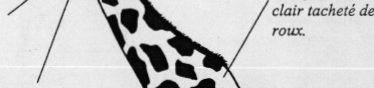 clair tacheté de
roux.